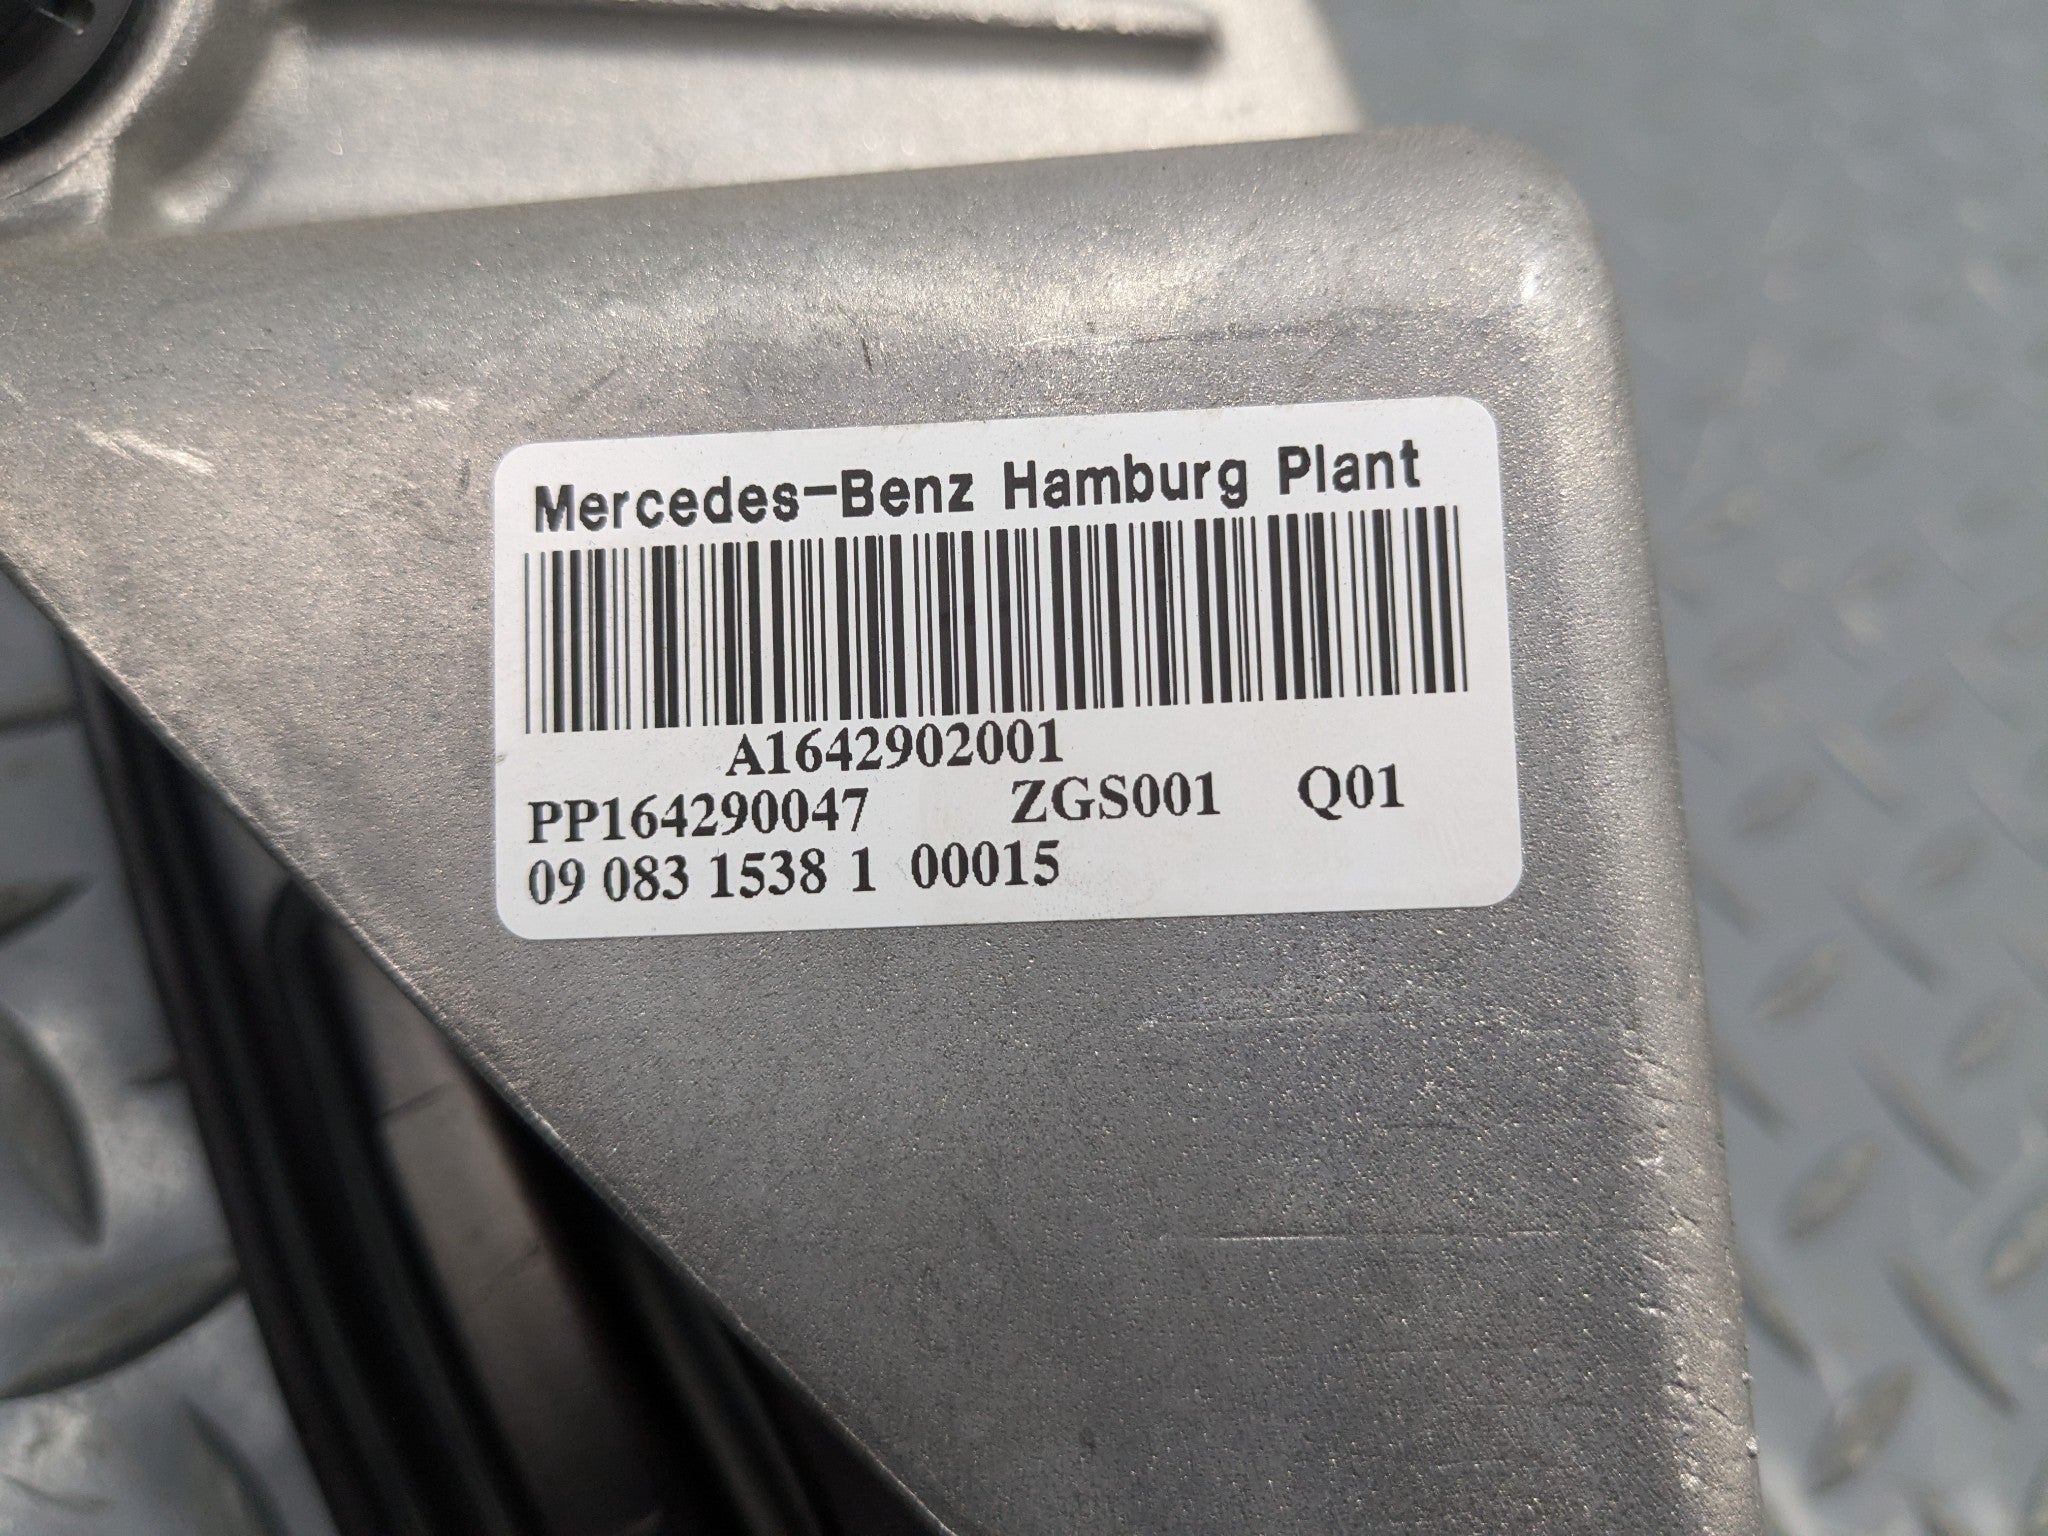 Mercedes-Benz Hamburg Plant
A1642902001
PP164290047 ZGS001 Q01
09 083 1538 1 00015